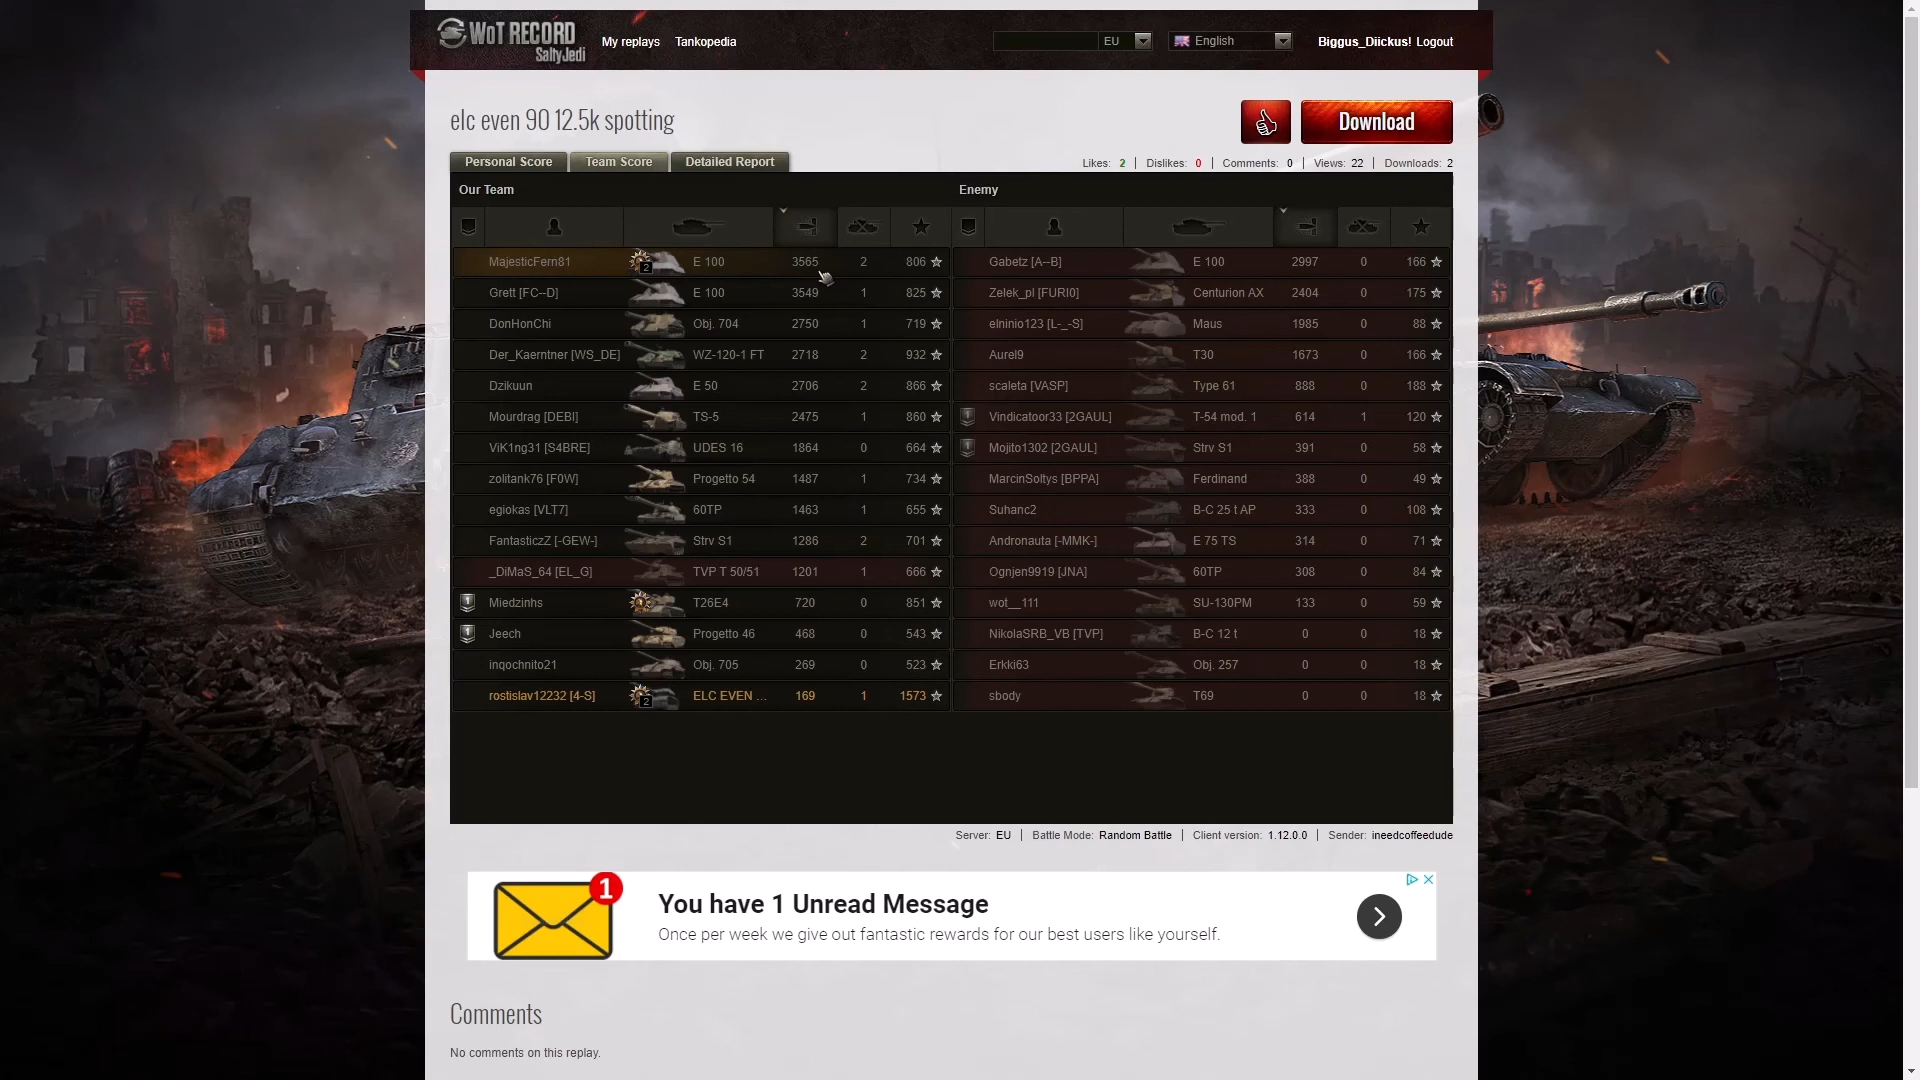 WoT RECORD
SaltyJedi
My replays Tankopedia
EU
English
Biggus_Diickus! Logout
elc even 90 12.5k spotting
Download
Personal Score Team Score Detailed Report
Likes: 2 | Dislikes: 0 | Comments: 0 | Views: 22 | Downloads: 2
Our Team Enemy
MajesticFern81 2 E 100 3565 2 806 Gabetz [A--B] E 100 2997 0 166
Grett [FC--D] E 100 3549 1 825 Zelek_pl [FURI0] Centurion AX 2404 0 175
DonHonChi Obj. 704 2750 1 719 elninio123 [L-_-S] Maus 1985 0 88
Der_Kaerntner [WS_DE] WZ-120-1 FT 2718 2 932 Aurel9 T30 1673 0 166
Dzikuun E 50 2706 2 866 scaleta [VASP] Type 61 888 0 188
Mourdrag [DEBI] TS-5 2475 1 860 1 Vindicatoor33 [2GAUL] T-54 mod. 1 614 1 120
ViK1ng31 [S4BRE] UDES 16 1864 0 664 1 Mojito1302 [2GAUL] Strv S1 391 0 58
zolitank76 [F0W] Progetto 54 1487 1 734 MarcinSoltys [BPPA] Ferdinand 388 0 49
egiokas [VLT7] 60TP 1463 1 655 Suhanc2 B-C 25 t AP 333 0 108
FantasticzZ [-GEW-] Strv S1 1286 2 701 Andronauta [-MMK-] E 75 TS 314 0 71
_DiMaS_64 [EL_G] TVP T 50/51 1201 1 666 Ognjen9919 [JNA] 60TP 308 0 84
1 Miedzinhs T26E4 720 0 851 wot__111 SU-130PM 133 0 59
1 Jeech Progetto 46 468 0 543 NikolaSRB_VB [TVP] B-C 12 t 0 0 18
inqochnito21 Obj. 705 269 0 523 Erkki63 Obj. 257 0 0 18
rostislav12232 [4-S] 2 ELC EVEN ... 169 1 1573 sbody T69 0 0 18
Server: EU | Battle Mode: Random Battle | Client version: 1.12.0.0 | Sender: ineedcoffeedude
1
You have 1 Unread Message
Once per week we give out fantastic rewards for our best users like yourself.
Comments
No comments on this replay.